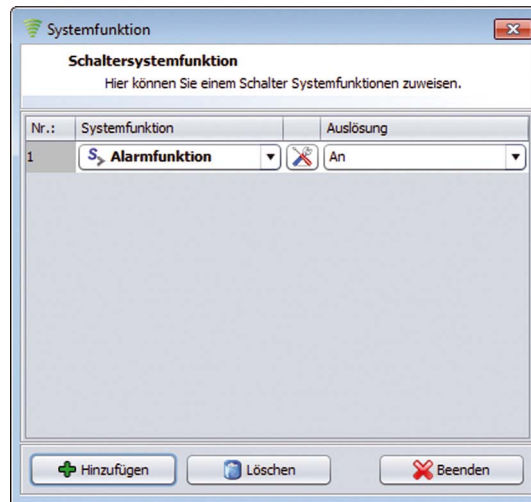 Systemfunktion
Schaltersystemfunktion
Hier können Sie einem Schalter Systemfunktionen zuweisen.
Nr.: Systemfunktion Auslösung
1 Alarmfunktion An
Hinzufügen Löschen Beenden